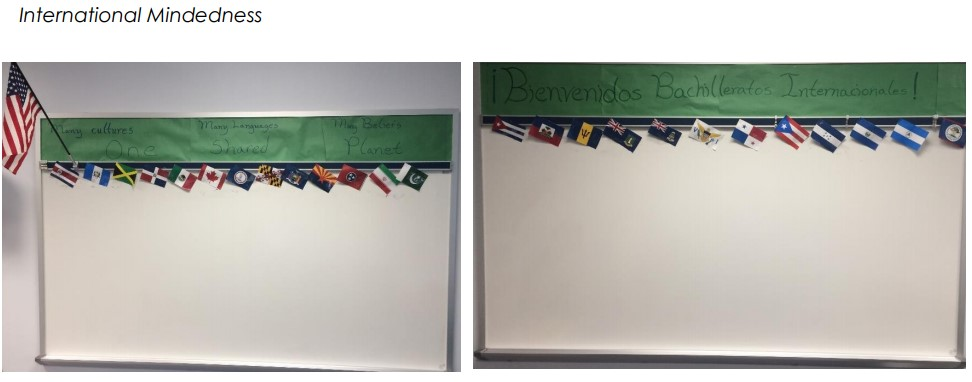 International Mindedness
Many cultures Many Languages Many Beliefs
One Shared Planet
¡Bienvenidos Bachilleratos Internacionales!